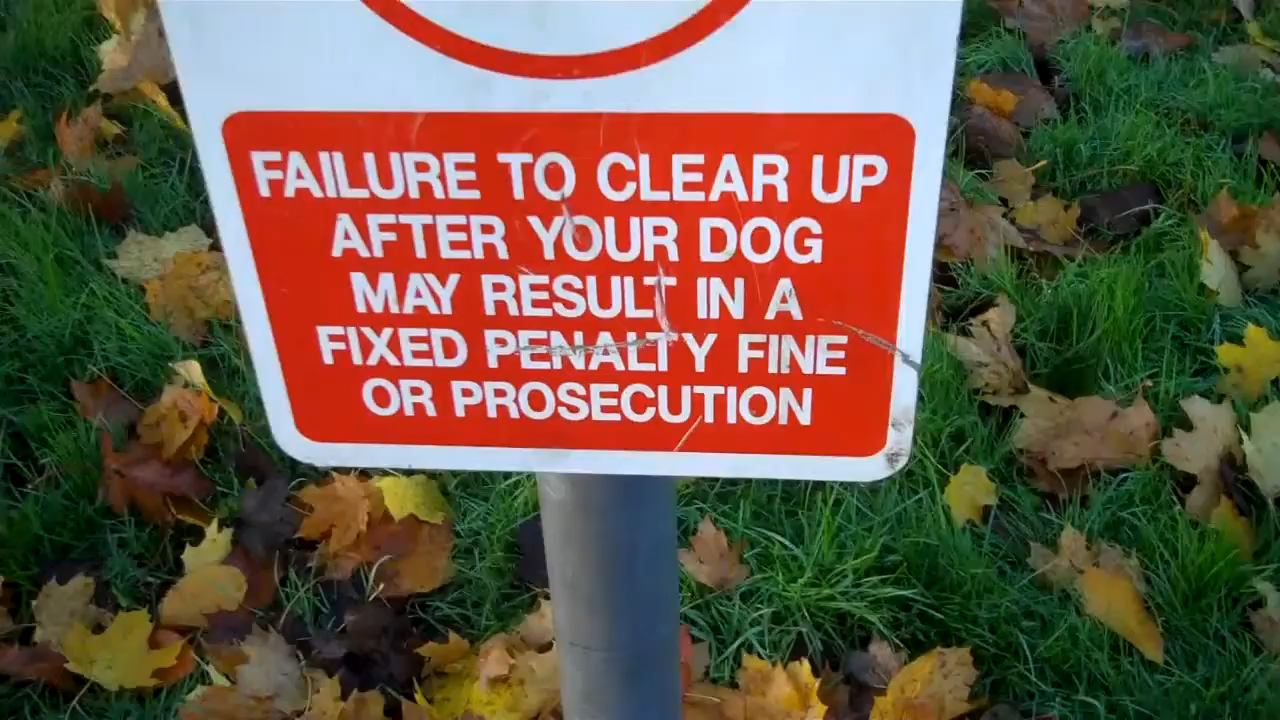 FAILURE TO CLEAR UP
AFTER YOUR DOG
MAY RESULT IN A
FIXED PENALTY FINE
OR PROSECUTION